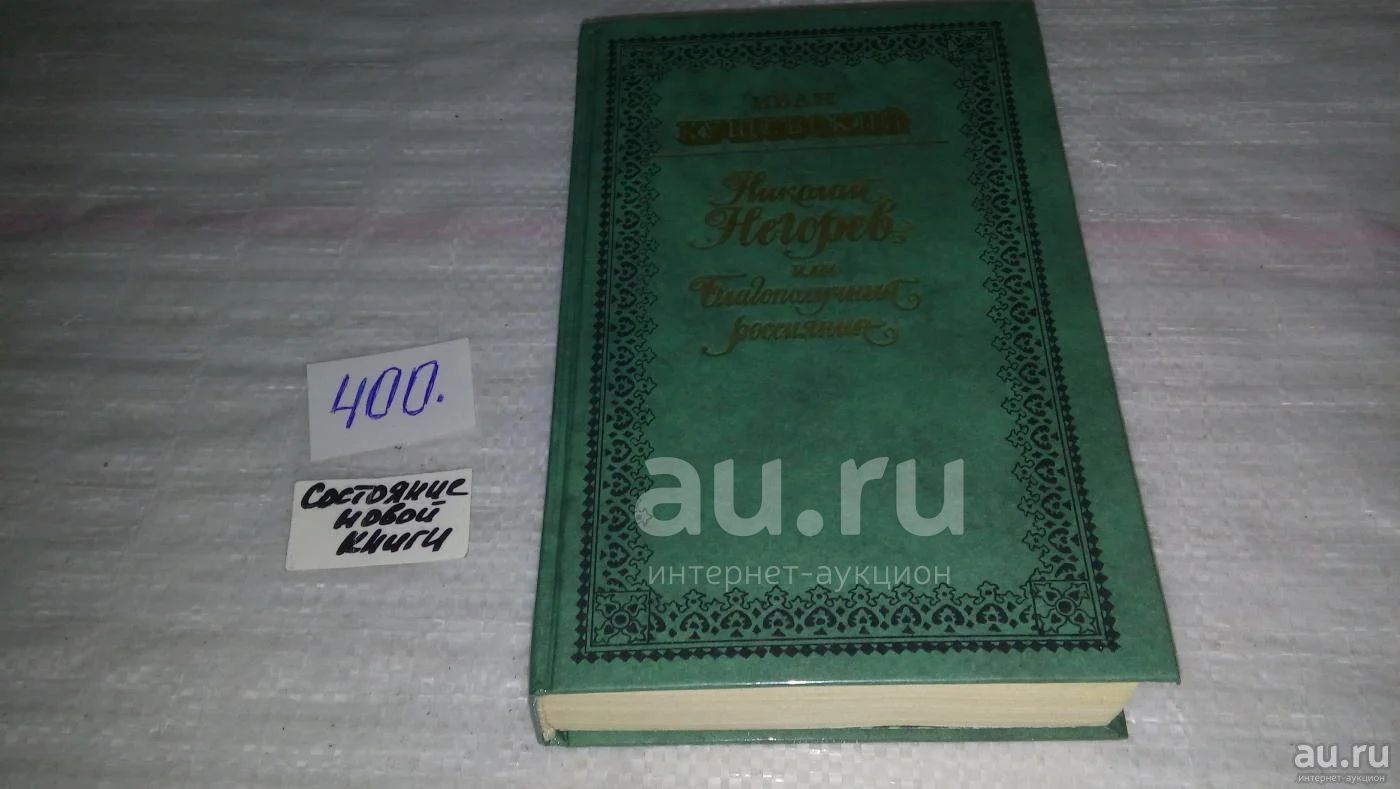 ИВАН
КУЩЕВСКИЙ
Николай
Негорев
или
Благополучный
россиянин
400.
Состояние
новой
книги
au.ru
интернет-аукцион
au.ru
интернет-аукцион